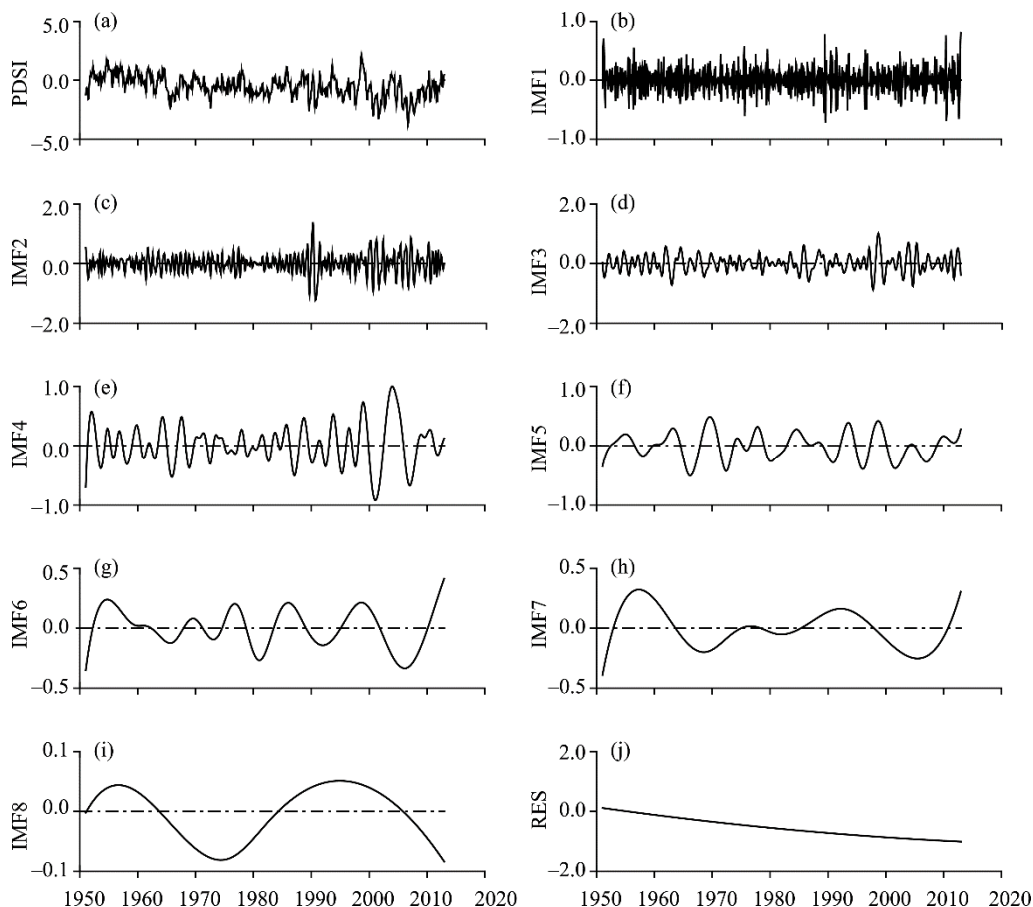 (a)
5.0
0.0
−5.0
PDSI
(b)
1.0
0.0
−1.0
IMF1
(c)
2.0
0.0
−2.0
IMF2
(d)
2.0
0.0
−2.0
IMF3
(e)
1.0
0.0
−1.0
IMF4
(f)
1.0
0.0
−1.0
IMF5
(g)
0.5
0.0
−0.5
IMF6
(h)
0.5
0.0
−0.5
IMF7
(i)
0.1
0.0
−0.1
IMF8
1950 1960 1970 1980 1990 2000 2010 2020
(j)
2.0
0.0
−2.0
RES
1950 1960 1970 1980 1990 2000 2010 2020